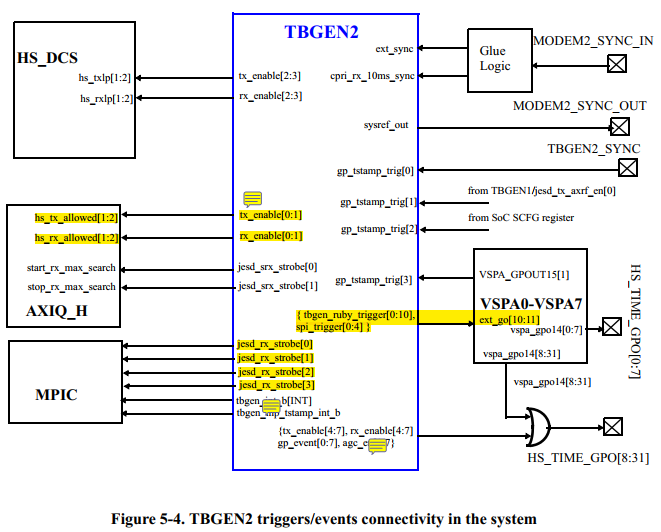 TBGEN2
HS_DCS
hs_txlp[1:2]
hs_rxlp[1:2]
tx_enable[2:3]
rx_enable[2:3]
ext_sync
cpri_rx_10ms_sync
Glue
Logic
MODEM2_SYNC_IN
MODEM2_SYNC_OUT
sysref_out
TBGEN2_SYNC
gp_tstamp_trig[0]
gp_tstamp_trig[1]
from TBGEN1/jesd_tx_axrf_en[0]
gp_tstamp_trig[2]
from SoC SCFG register
hs_tx_allowed[1:2]
hs_rx_allowed[1:2]
start_rx_max_search
stop_rx_max_search
AXIQ_H
tx_enable[0:1]
rx_enable[0:1]
jesd_srx_strobe[0]
jesd_srx_strobe[1]
gp_tstamp_trig[3]
VSPA_GPOUT15[1]
VSPA0-VSPA7
{ tbgen_ruby_trigger[0:10],
spi_trigger[0:4] }
ext_go[10:11]
vspa_gpo14[0:7]
vspa_gpo14[8:31]
HS_TIME_GPO[0:7]
MPIC
jesd_rx_strobe[0]
jesd_rx_strobe[1]
jesd_rx_strobe[2]
jesd_rx_strobe[3]
b[INT]
tstamp_int_b
vspa_gpo14[8:31]
{tx_enable[4:7], rx_enable[4:7]
gp_event[0:7],
HS_TIME_GPO[8:31]
Figure 5-4. TBGEN2 triggers/events connectivity in the system